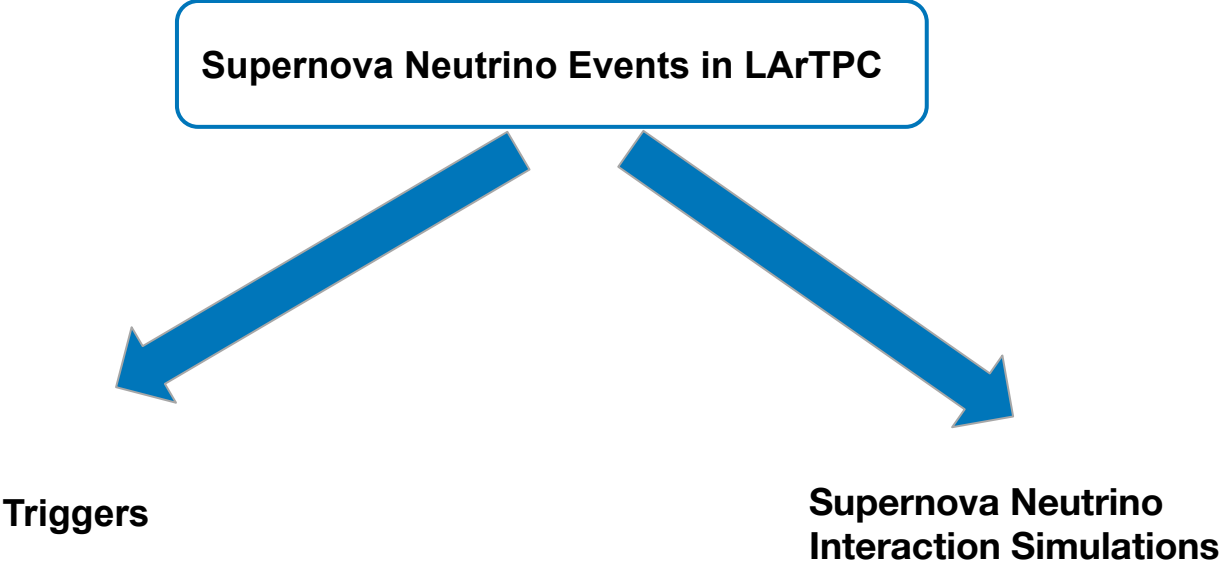 Supernova Neutrino Events in LArTPC
Triggers
Supernova Neutrino
Interaction Simulations